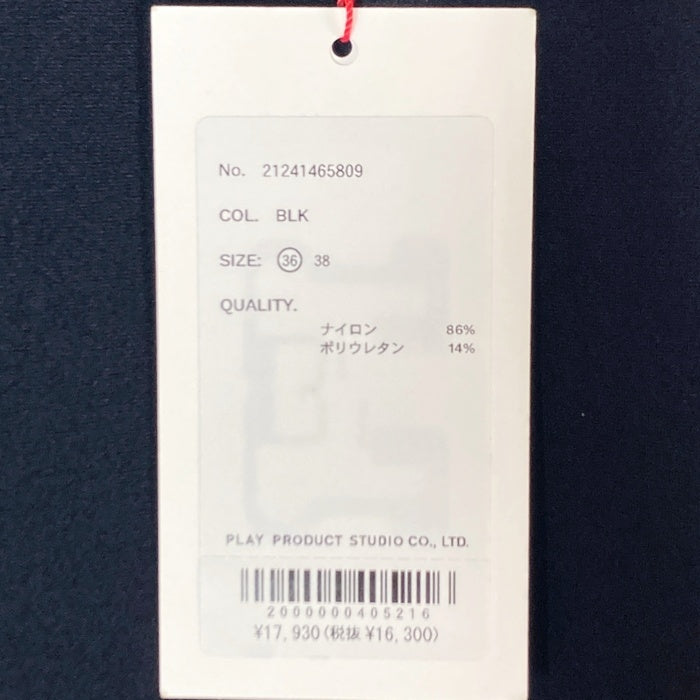 No. 21241465809
COL. BLK
SIZE: 36 38
QUALITY.
ナイロン 86%
ポリウレタン 14%
PLAY PRODUCT STUDIO CO., LTD.
2000000405216
¥17,930(税抜 ¥16,300)